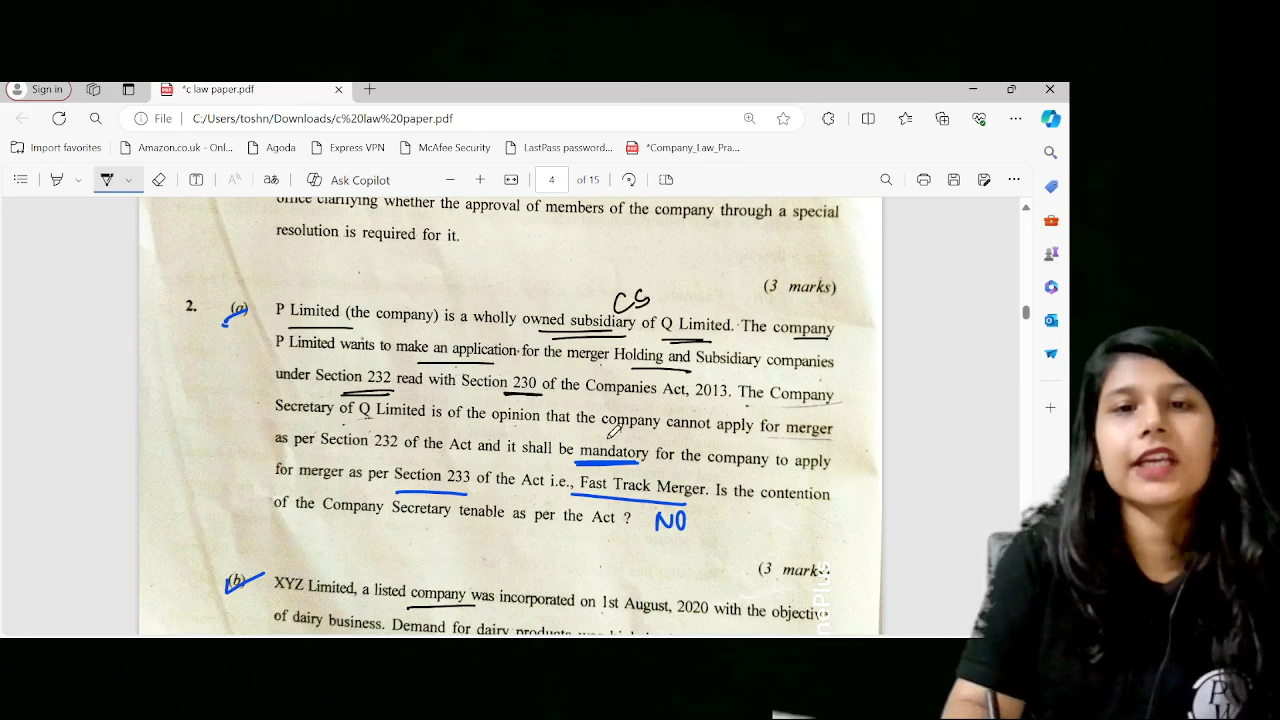 Sign in
*c law paper.pdf
File
C:/Users/toshn/Downloads/c%20law%20paper.pdf
Import favorites
Amazon.co.uk - Onl...
Agoda
Express VPN
McAfee Security
LastPass password...
*Company_Law_Pra...
Ask Copilot
4 of 15
office clarifying whether the approval of members of the company through a special
resolution is required for it.
(3 marks)
CS
2. (a) P Limited (the company) is a wholly owned subsidiary of Q Limited. The company
P Limited wants to make an application for the merger Holding and Subsidiary companies
under Section 232 read with Section 230 of the Companies Act, 2013. The Company
Secretary of Q Limited is of the opinion that the company cannot apply for merger
as per Section 232 of the Act and it shall be mandatory for the company to apply
for merger as per Section 233 of the Act i.e., Fast Track Merger. Is the contention
of the Company Secretary tenable as per the Act ? NO
(3 mark
(b) XYZ Limited, a listed company was incorporated on 1st August, 2020 with the objectiv
of dairy business. Demand for dairy products
P
W